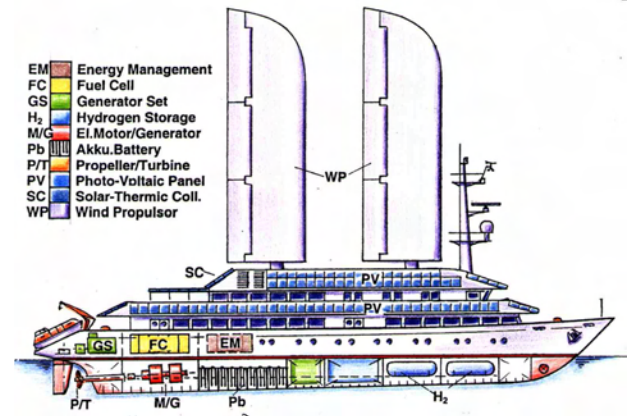 EM Energy Management
FC Fuel Cell
GS Generator Set
H₂ Hydrogen Storage
M/G El.Motor/Generator
Pb Akku.Battery
P/T Propeller/Turbine
PV Photo-Voltaic Panel
SC Solar-Thermic Coll.
WP Wind Propulsor
WP
SC
PV
PV
GS
FC
EM
P/T
M/G
Pb
H₂